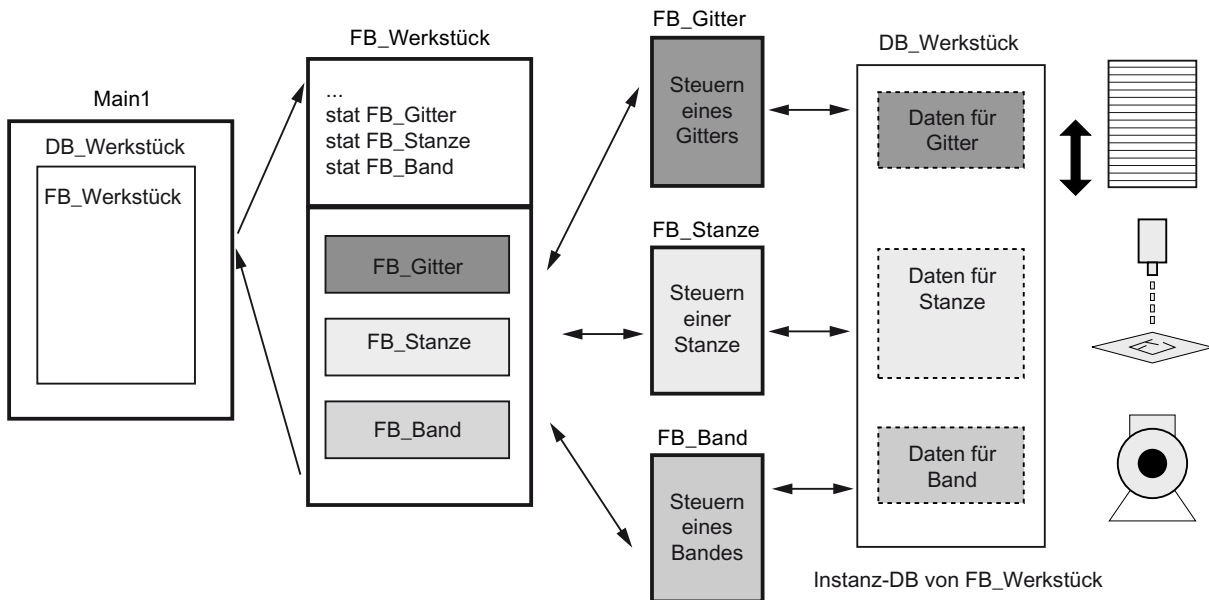 Main1
DB_Werkstück
FB_Werkstück
FB_Werkstück
...
stat FB_Gitter
stat FB_Stanze
stat FB_Band
FB_Gitter
FB_Stanze
FB_Band
FB_Gitter
Steuern
eines
Gitters
FB_Stanze
Steuern
einer
Stanze
FB_Band
Steuern
eines
Bandes
DB_Werkstück
Daten für
Gitter
Daten für
Stanze
Daten für
Band
Instanz-DB von FB_Werkstück